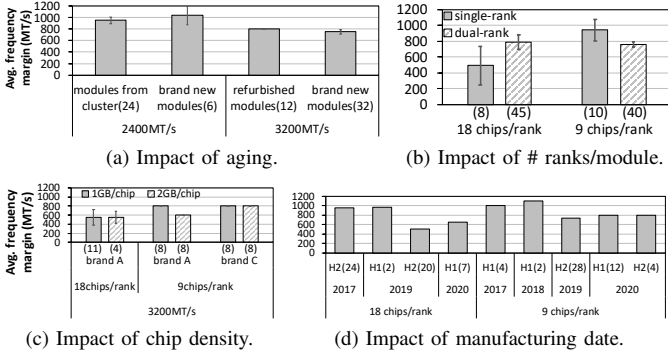 Avg. frequency margin (MT/s)
1200
1000
800
600
400
200
0
modules from cluster(24)
brand new modules(6)
refurbished modules(12)
brand new modules(32)
2400MT/s
3200MT/s
(a) Impact of aging.
Avg. frequency margin (MT/s)
1200
1000
800
600
400
200
0
single-rank
dual-rank
(8) (45) (10) (40)
18 chips/rank
9 chips/rank
(b) Impact of # ranks/module.
Avg. frequency margin (MT/s)
1200
1000
800
600
400
200
0
1GB/chip
2GB/chip
(11) (4) (8) (8) (8) (8)
brand A
brand A
brand C
18chips/rank
9chips/rank
3200MT/s
(c) Impact of chip density.
1200
1000
800
600
400
200
0
H2(24) H1(2) H2(20) H1(7) H1(4) H1(2) H2(28) H1(12) H2(4)
2017 2019 2020 2017 2018 2019 2020
18 chips/rank
9 chips/rank
(d) Impact of manufacturing date.